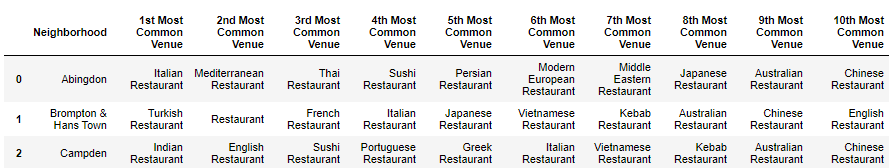 Neighborhood 1st Most Common Venue 2nd Most Common Venue 3rd Most Common Venue 4th Most Common Venue 5th Most Common Venue 6th Most Common Venue 7th Most Common Venue 8th Most Common Venue 9th Most Common Venue 10th Most Common Venue
0 Abingdon Italian Restaurant Mediterranean Restaurant Thai Restaurant Sushi Restaurant Persian Restaurant Modern European Restaurant Middle Eastern Restaurant Japanese Restaurant Australian Restaurant Chinese Restaurant
1 Brompton & Hans Town Turkish Restaurant Restaurant French Restaurant Italian Restaurant Japanese Restaurant Vietnamese Restaurant Kebab Restaurant Australian Restaurant Chinese Restaurant English Restaurant
2 Campden Indian Restaurant English Restaurant Sushi Restaurant Portuguese Restaurant Greek Restaurant Italian Restaurant Vietnamese Restaurant Kebab Restaurant Australian Restaurant Chinese Restaurant